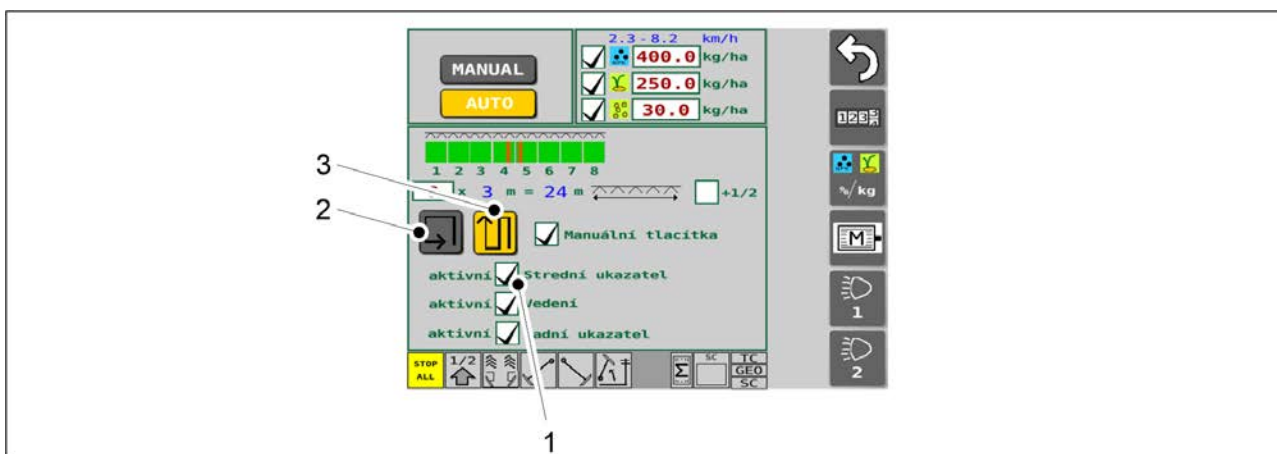 2.3-8.2 km/h
MANUAL
400.0 kg/ha
250.0 kg/ha
AUTO
30.0 kg/ha
123
1 2 3 4 5 6 7 8
3
x 3 m = 24 m +1/2
%/kg
2
Manuální tlacítka
M
aktivní Strední ukazatel
aktivní Vedení
1
aktivní adní ukazatel
STOP ALL
1/2
Σ
SC
TC
GEO
SC
2
1